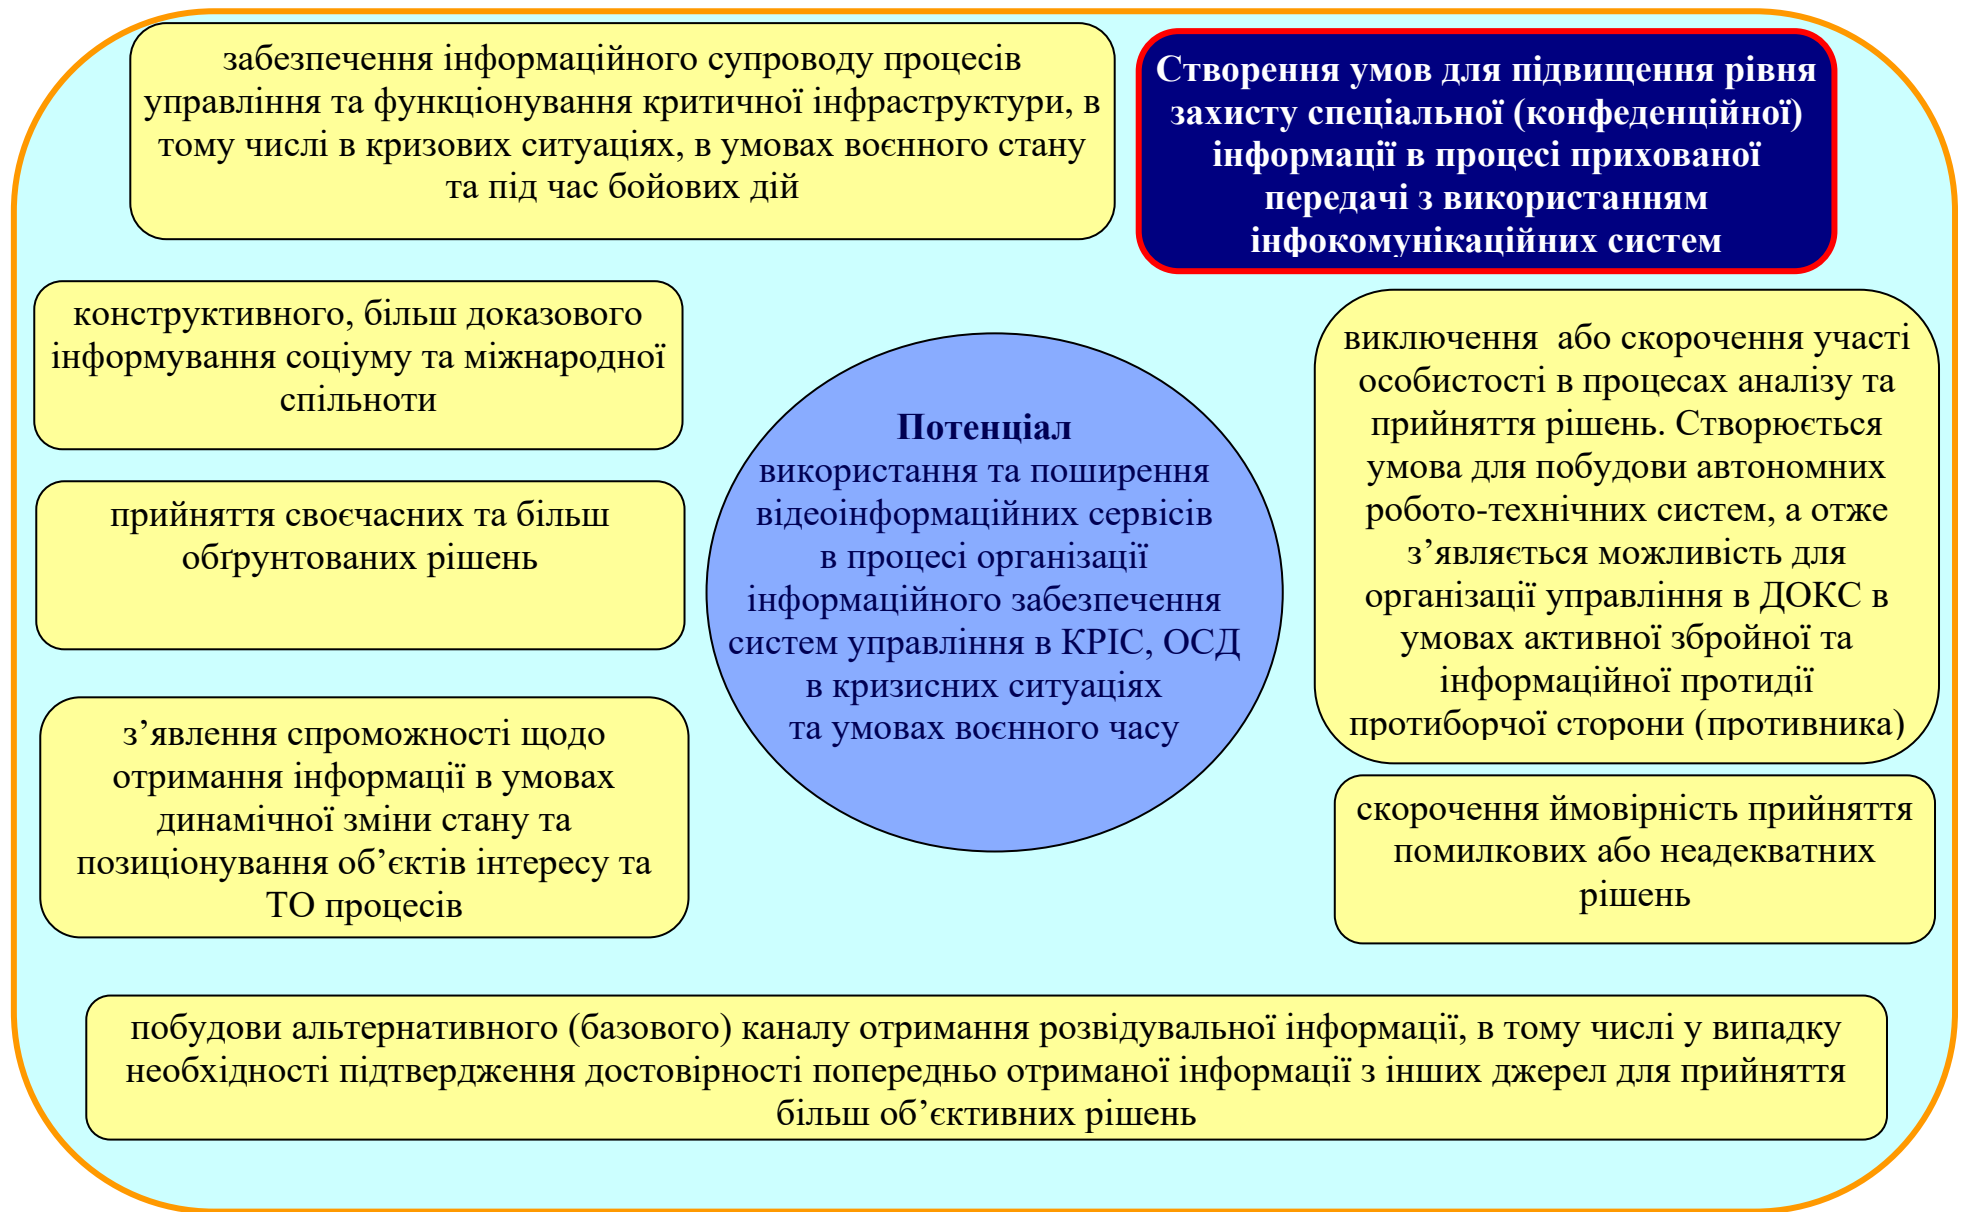 забезпечення інформаційного супроводу процесів
управління та функціонування критичної інфраструктури, в
тому числі в кризових ситуаціях, в умовах воєнного стану
та під час бойових дій
Створення умов для підвищення рівня
захисту спеціальної (конфеденційної)
інформації в процесі прихованої
передачі з використанням
інфокомунікаційних систем
конструктивного, більш доказового
інформування соціуму та міжнародної
спільноти
прийняття своєчасних та більш
обґрунтованих рішень
з’явлення спроможності щодо
отримання інформації в умовах
динамічної зміни стану та
позиціонування об’єктів інтересу та
ТО процесів
Потенціал
використання та поширення
відеоінформаційних сервісів
в процесі організації
інформаційного забезпечення
систем управління в КРІС, ОСД
в кризисних ситуаціях
та умовах воєнного часу
виключення або скорочення участі
особистості в процесах аналізу та
прийняття рішень. Створюється
умова для побудови автономних
робото-технічних систем, а отже
з’являється можливість для
організації управління в ДОКС в
умовах активної збройної та
інформаційної протидії
протиборчої сторони (противника)
скорочення ймовірність прийняття
помилкових або неадекватних
рішень
побудови альтернативного (базового) каналу отримання розвідувальної інформації, в тому числі у випадку
необхідності підтвердження достовірності попередньо отриманої інформації з інших джерел для прийняття
більш об’єктивних рішень